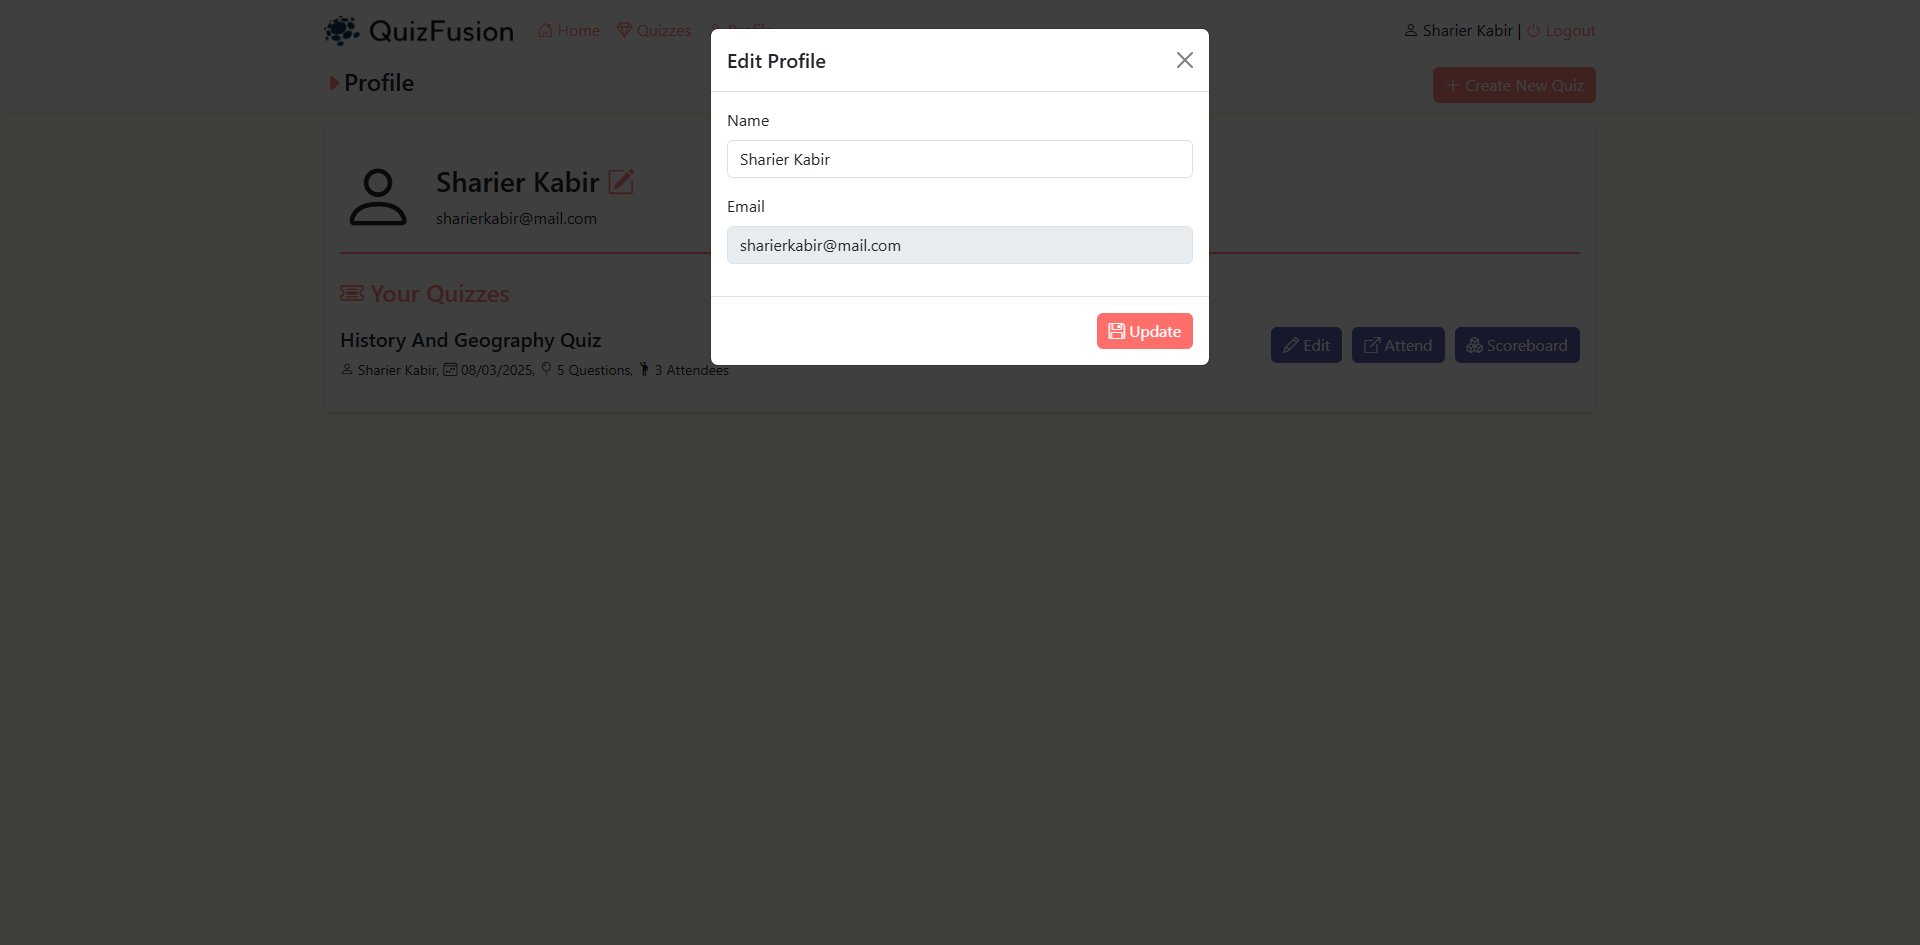 QuizFusion Home Quizzes Profile Sharier Kabir | Logout
Profile
Create New Quiz
Edit Profile
Name
Sharier Kabir
Email
sharierkabir@mail.com
Update
Sharier Kabir
sharierkabir@mail.com
Your Quizzes
History And Geography Quiz
Sharier Kabir, 08/03/2025, 5 Questions, 3 Attendees
Edit Attend Scoreboard